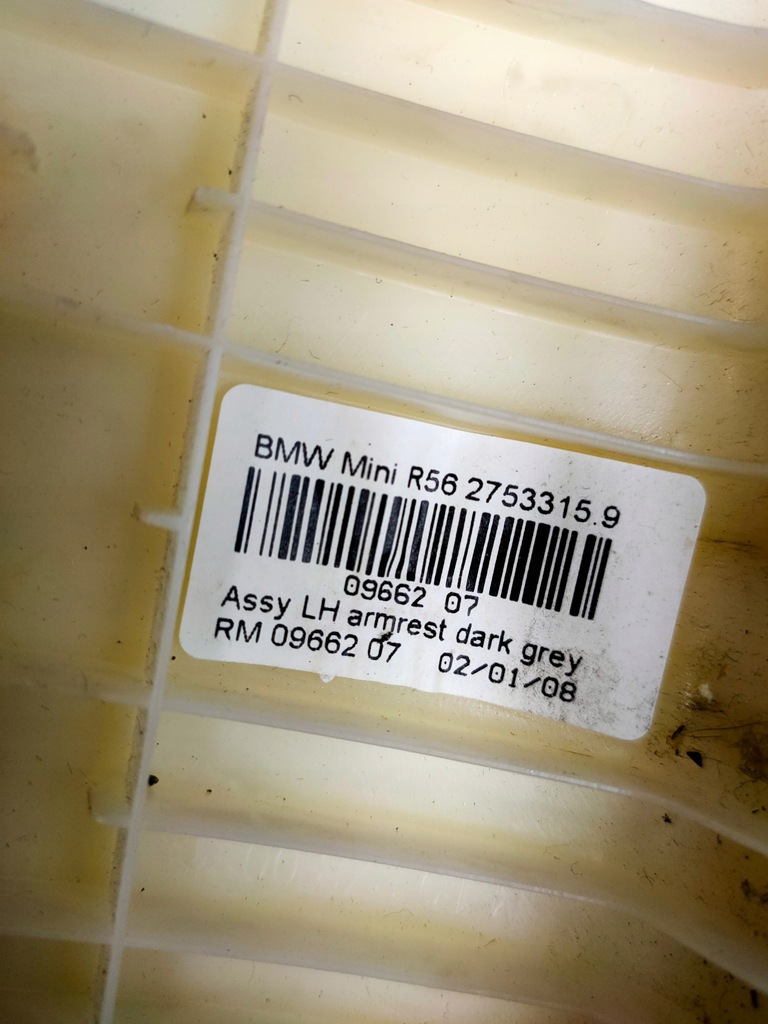 BMW Mini R56 2753315.9
09662 07
Assy LH armrest dark grey
RM 09662 07 02/01/08